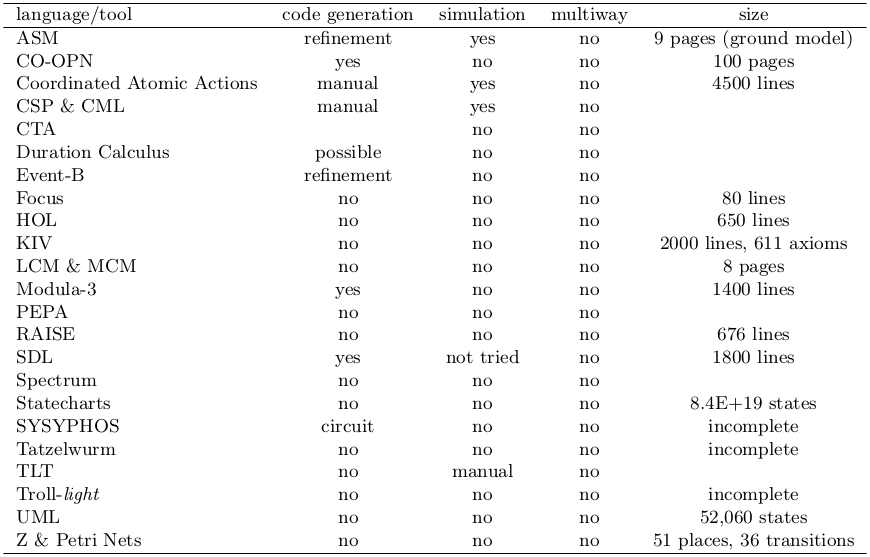 language/tool code generation simulation multiway size
ASM refinement yes no 9 pages (ground model)
CO-OPN yes no no 100 pages
Coordinated Atomic Actions manual yes no 4500 lines
CSP & CML manual yes no
CTA no no
Duration Calculus possible no no
Event-B refinement no no
Focus no no no 80 lines
HOL no no no 650 lines
KIV no no no 2000 lines, 611 axioms
LCM & MCM no no no 8 pages
Modula-3 yes no no 1400 lines
PEPA no no no
RAISE no no no 676 lines
SDL yes not tried no 1800 lines
Spectrum no no no
Statecharts no no no 8.4E+19 states
SYSYPHOS circuit no no incomplete
Tatzelwurm no no no incomplete
TLT no manual no
Troll-light no no no incomplete
UML no no no 52,060 states
Z & Petri Nets no no no 51 places, 36 transitions